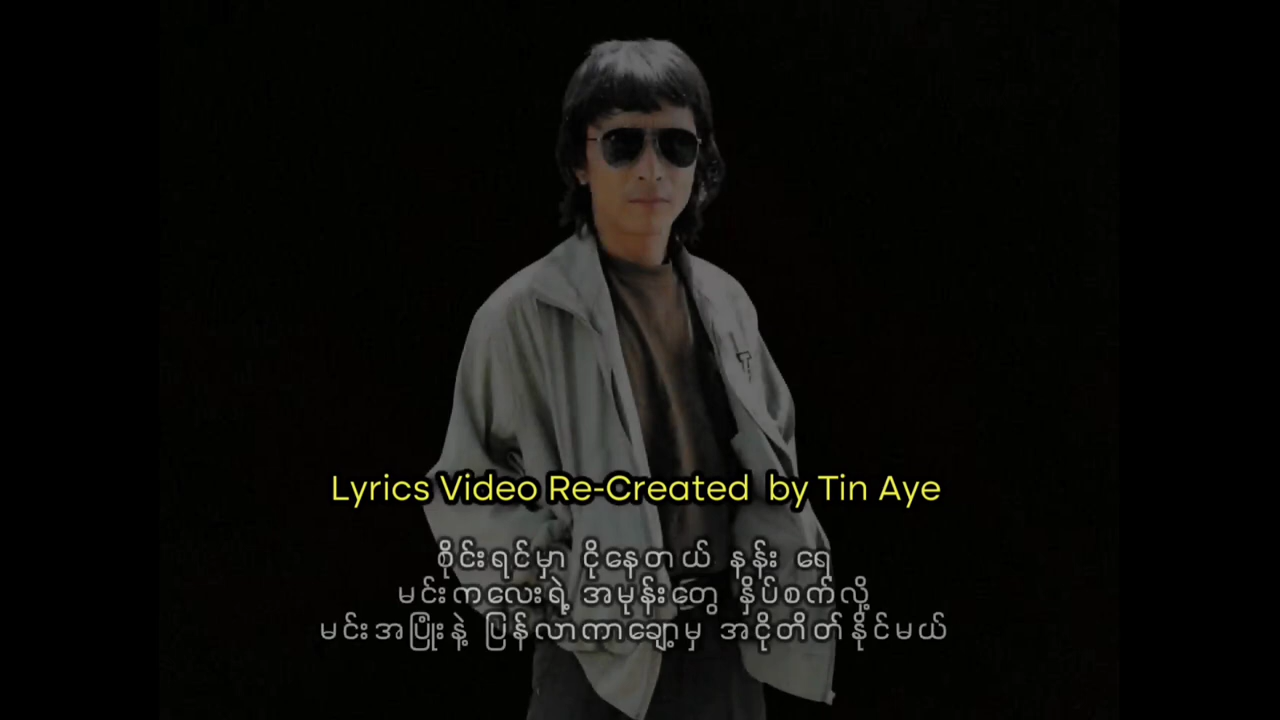 Lyrics Video Re-Created by Tin Aye
စိုင်းရင်မှာ ငိုနေတယ် နန်း ရေ
မင်းကလေးရဲ့ အမုန်းတွေ နှိပ်စက်လို့
မင်းအပြုံးနဲ့ ပြန်လာကာချော့မှ အငိုတိတ်နိုင်မယ်